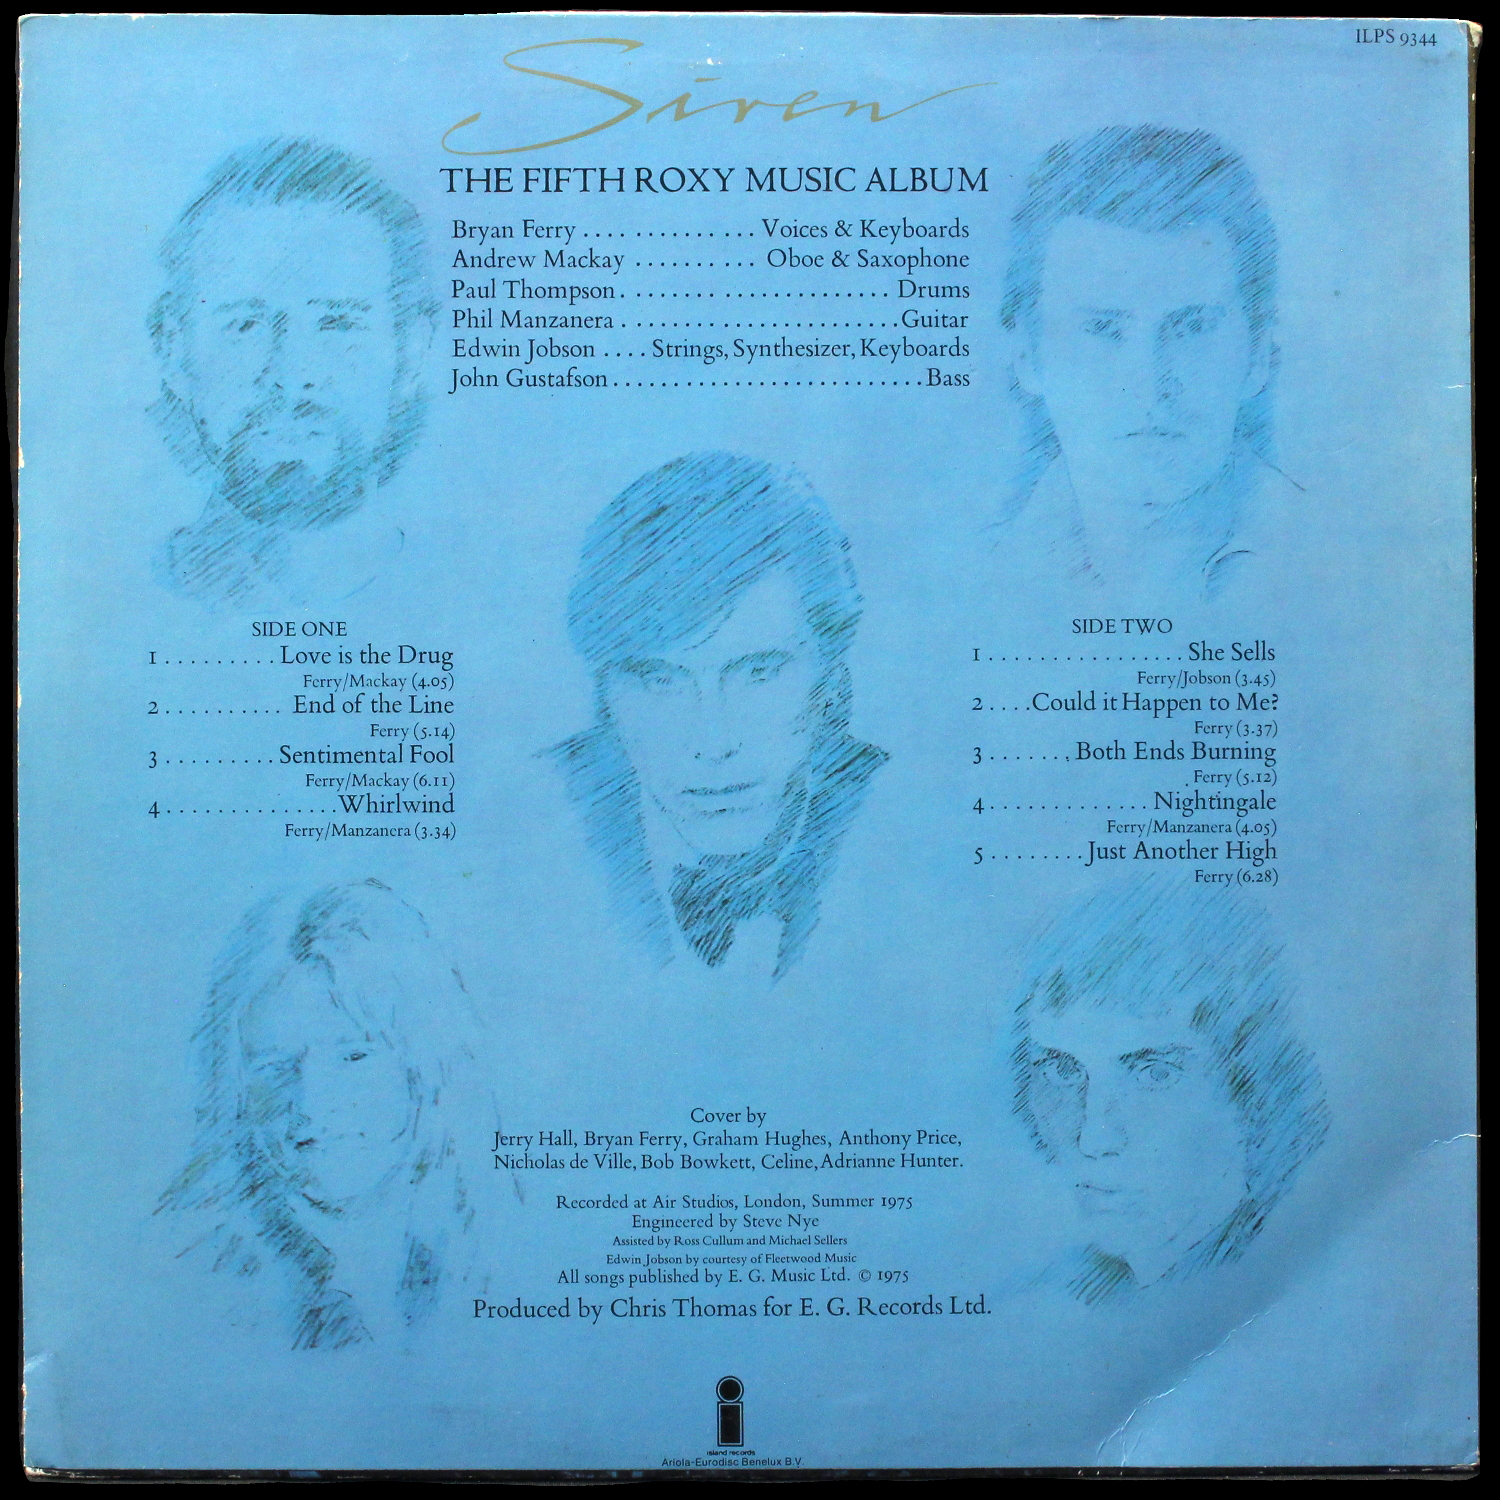 ILPS 9344
Siren
THE FIFTH ROXY MUSIC ALBUM
Bryan Ferry .... .......... Voices & Keyboards
Andrew Mackay .......... Oboe & Saxophone
Paul Thompson ...................... Drums
Phil Manzanera ....................... Guitar
Edwin Jobson .... Strings, Synthesizer, Keyboards
John Gustafson ......................... Bass
SIDE ONE
1 ......... Love is the Drug
Ferry/Mackay (4.05)
2 .......... End of the Line
Ferry (5.14)
3 ......... Sentimental Fool
Ferry/Mackay (6.11)
4 .............. Whirlwind
Ferry/Manzanera (3.34)
SIDE TWO
1 ................ She Sells
Ferry/Jobson (3.45)
2 .... Could it Happen to Me?
Ferry (3.37)
3 ....... Both Ends Burning
Ferry (5.12)
4 ............. Nightingale
Ferry/Manzanera (4.05)
5 ........ Just Another High
Ferry (6.28)
Cover by
Jerry Hall, Bryan Ferry, Graham Hughes, Anthony Price,
Nicholas de Ville, Bob Bowkett, Celine, Adrianne Hunter.
Recorded at Air Studios, London, Summer 1975
Engineered by Steve Nye
Assisted by Ross Cullum and Michael Sellers
Edwin Jobson by courtesy of Fleetwood Music
All songs published by E. G. Music Ltd. © 1975
Produced by Chris Thomas for E. G. Records Ltd.
island records
Ariola-Eurodisc Benelux B.V.